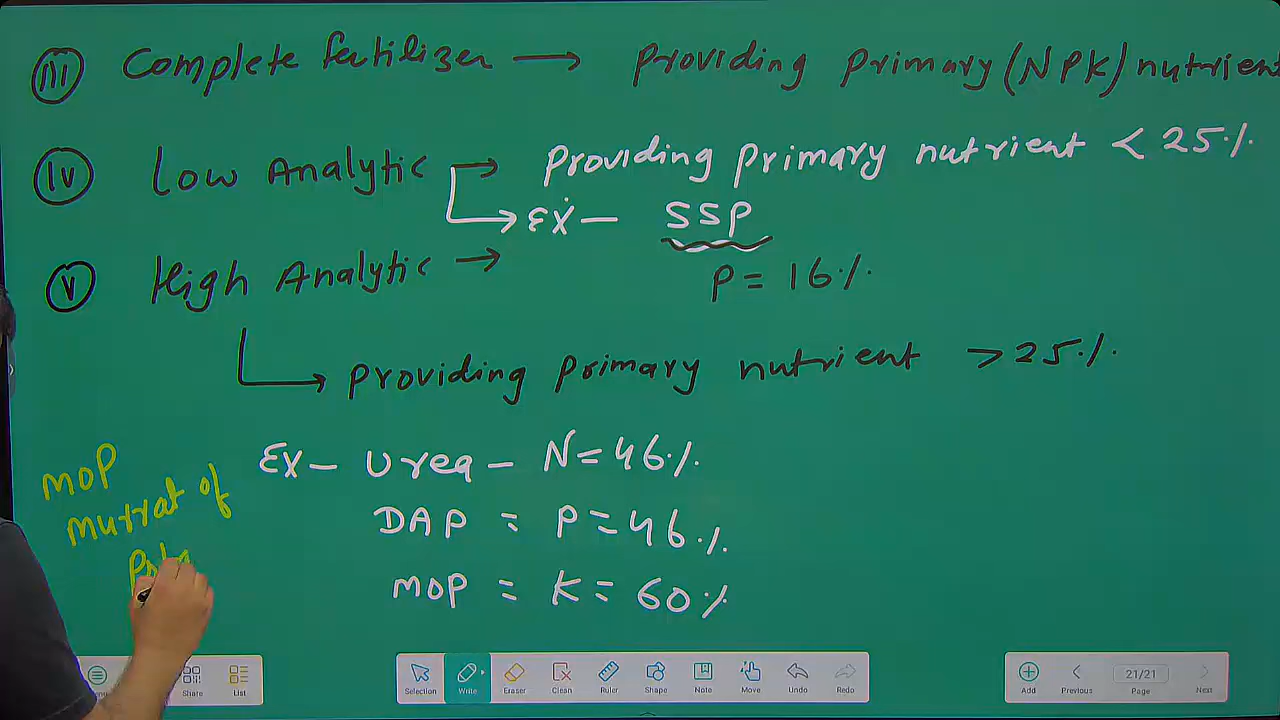 (iii) Complete fertilizer → Providing Primary (NPK) nutrient
(iv) Low Analytic → Providing Primary nutrient < 25%
→ EX – SSP
P = 16%
(v) High Analytic →
→ Providing Primary nutrient > 25%
EX – Urea – N = 46%
DAP = P = 46%
MOP = K = 60%
MOP
Murrat of
Share
List
Selection
Write
Eraser
Clean
Ruler
Shape
Note
Move
Undo
Redo
Add
Previous
21/21
Page
Next